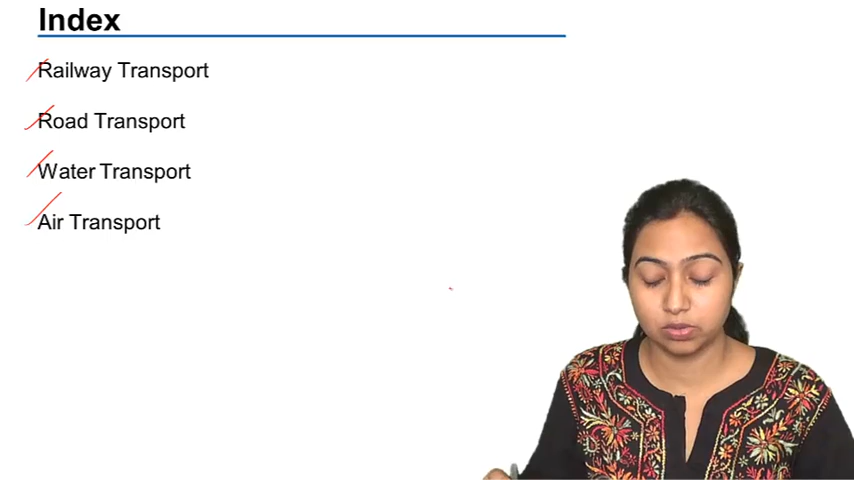 Index
Railway Transport
Road Transport
Water Transport
Air Transport